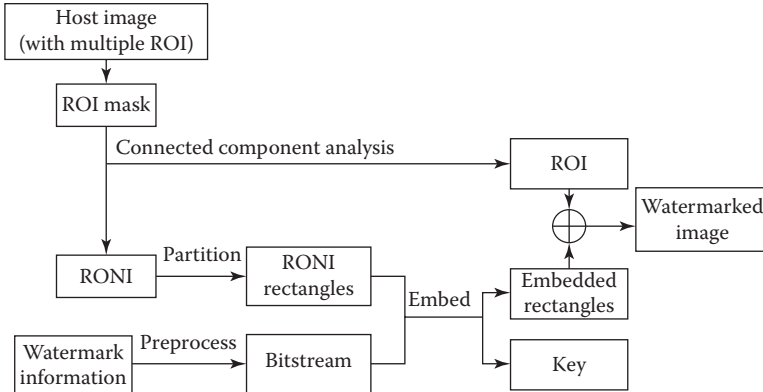 Host image
(with multiple ROI)
ROI mask
Connected component analysis
ROI
Watermarked
image
RONI
Partition
RONI
rectangles
Embed
Embedded
rectangles
Watermark
information
Preprocess
Bitstream
Key